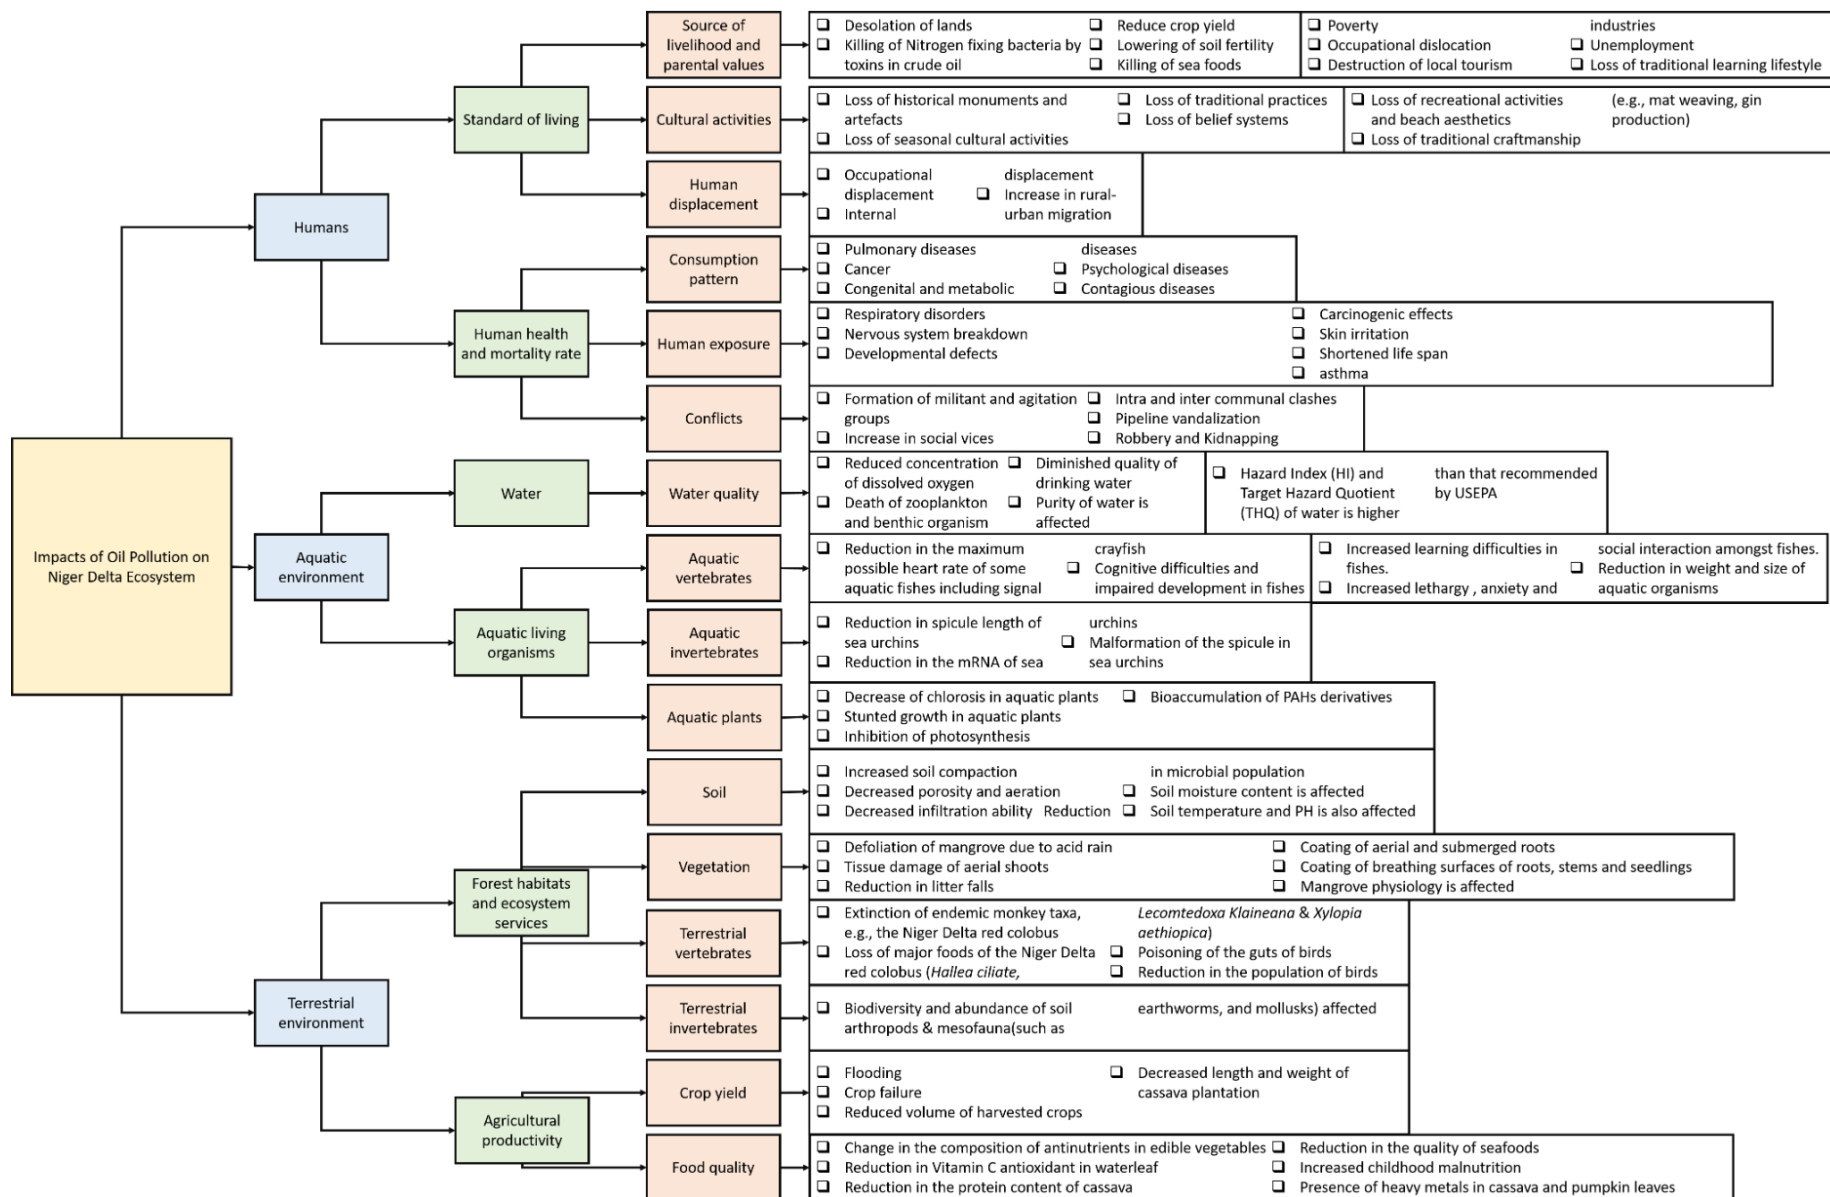 Impacts of Oil Pollution on
Niger Delta Ecosystem
Humans
Standard of living
Source of
livelihood and
parental values
❑ Desolation of lands
❑ Killing of Nitrogen fixing bacteria by
toxins in crude oil
❑ Reduce crop yield
❑ Lowering of soil fertility
❑ Killing of sea foods
❑ Poverty
❑ Occupational dislocation
❑ Destruction of local tourism
industries
❑ Unemployment
❑ Loss of traditional learning lifestyle
Cultural activities
❑ Loss of historical monuments and
artefacts
❑ Loss of seasonal cultural activities
❑ Loss of traditional practices
❑ Loss of belief systems
❑ Loss of recreational activities
and beach aesthetics
❑ Loss of traditional craftmanship
(e.g., mat weaving, gin
production)
Human
displacement
❑ Occupational
displacement
❑ Internal
displacement
❑ Increase in rural-
urban migration
Human health
and mortality rate
Consumption
pattern
❑ Pulmonary diseases
❑ Cancer
❑ Congenital and metabolic
diseases
❑ Psychological diseases
❑ Contagious diseases
Human exposure
❑ Respiratory disorders
❑ Nervous system breakdown
❑ Developmental defects
❑ Carcinogenic effects
❑ Skin irritation
❑ Shortened life span
❑ asthma
Conflicts
❑ Formation of militant and agitation
groups
❑ Increase in social vices
❑ Intra and inter communal clashes
❑ Pipeline vandalization
❑ Robbery and Kidnapping
Aquatic
environment
Water
Water quality
❑ Reduced concentration
of dissolved oxygen
❑ Death of zooplankton
and benthic organism
❑ Diminished quality of
drinking water
❑ Purity of water is
affected
❑ Hazard Index (HI) and
Target Hazard Quotient
(THQ) of water is higher
than that recommended
by USEPA
Aquatic living
organisms
Aquatic
vertebrates
❑ Reduction in the maximum
possible heart rate of some
aquatic fishes including signal
crayfish
❑ Cognitive difficulties and
impaired development in fishes
❑ Increased learning difficulties in
fishes.
❑ Increased lethargy , anxiety and
social interaction amongst fishes.
❑ Reduction in weight and size of
aquatic organisms
Aquatic
invertebrates
❑ Reduction in spicule length of
sea urchins
❑ Reduction in the mRNA of sea
urchins
❑ Malformation of the spicule in
sea urchins
Aquatic plants
❑ Decrease of chlorosis in aquatic plants
❑ Stunted growth in aquatic plants
❑ Inhibition of photosynthesis
❑ Bioaccumulation of PAHs derivatives
Terrestrial
environment
Forest habitats
and ecosystem
services
Soil
❑ Increased soil compaction
❑ Decreased porosity and aeration
❑ Decreased infiltration ability Reduction
in microbial population
❑ Soil moisture content is affected
❑ Soil temperature and PH is also affected
Vegetation
❑ Defoliation of mangrove due to acid rain
❑ Tissue damage of aerial shoots
❑ Reduction in litter falls
❑ Coating of aerial and submerged roots
❑ Coating of breathing surfaces of roots, stems and seedlings
❑ Mangrove physiology is affected
Terrestrial
vertebrates
❑ Extinction of endemic monkey taxa,
e.g., the Niger Delta red colobus
❑ Loss of major foods of the Niger Delta
red colobus (Hallea ciliate,
Lecomtedoxa Klaineana & Xylopia
aethiopica)
❑ Poisoning of the guts of birds
❑ Reduction in the population of birds
Terrestrial
invertebrates
❑ Biodiversity and abundance of soil
arthropods & mesofauna(such as
earthworms, and mollusks) affected
Agricultural
productivity
Crop yield
❑ Flooding
❑ Crop failure
❑ Reduced volume of harvested crops
❑ Decreased length and weight of
cassava plantation
Food quality
❑ Change in the composition of antinutrients in edible vegetables
❑ Reduction in Vitamin C antioxidant in waterleaf
❑ Reduction in the protein content of cassava
❑ Reduction in the quality of seafoods
❑ Increased childhood malnutrition
❑ Presence of heavy metals in cassava and pumpkin leaves